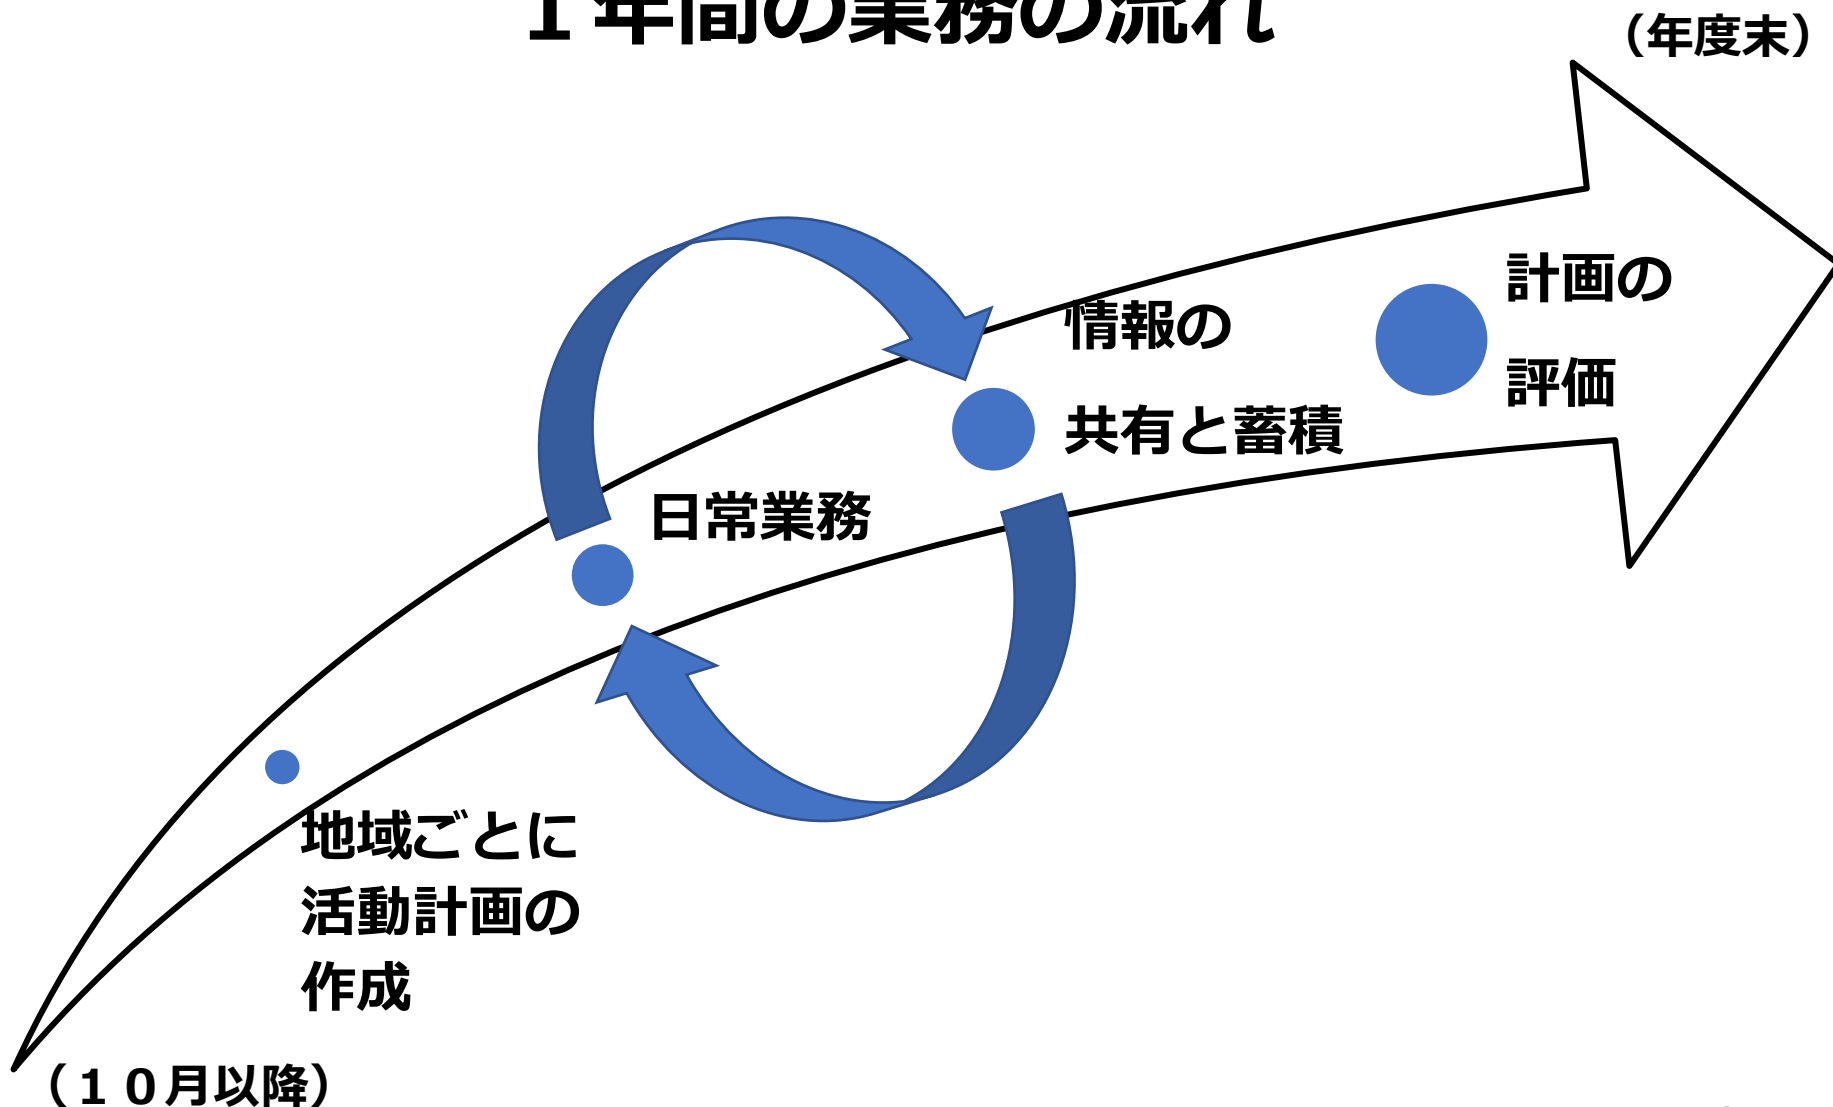 １年間の業務の流れ
（年度末）
計画の
評価
情報の
共有と蓄積
日常業務
地域ごとに
活動計画の
作成
（１０月以降）